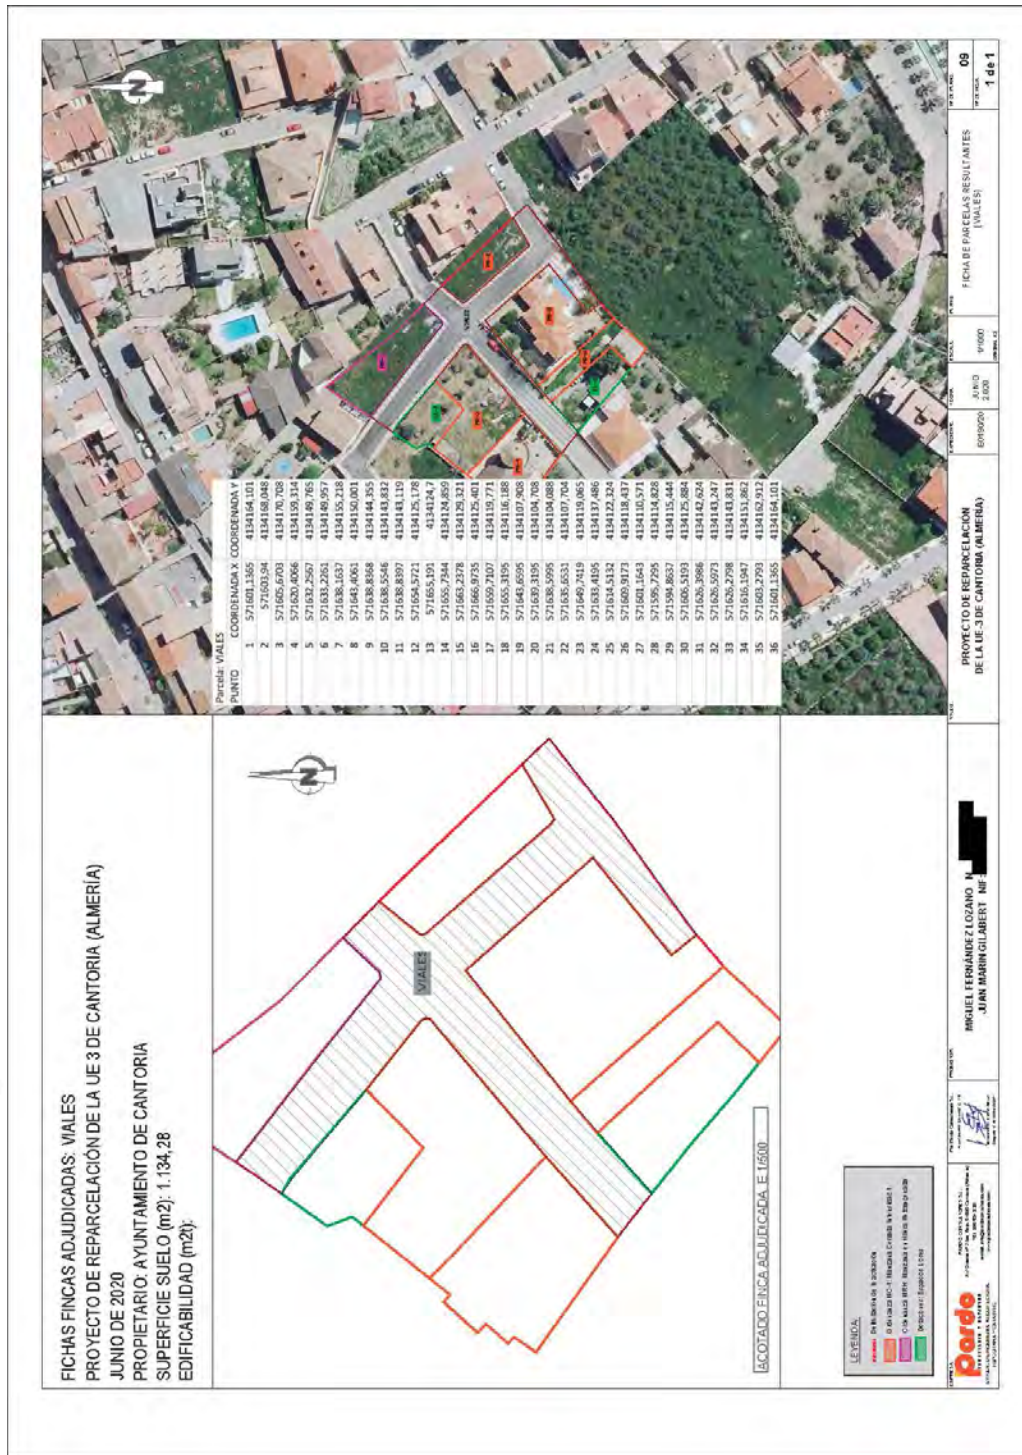 FICHAS FINCAS ADJUDICADAS: VIALES
PROYECTO DE REPARCELACIÓN DE LA UE-3 DE CANTORIA (ALMERÍA)
JUNIO DE 2020
PROPIETARIO: AYUNTAMIENTO DE CANTORIA
SUPERFICIE SUELO (m2): 1.134,28
EDIFICABILIDAD (m2t):
N
VIALES
ACOTADO FINCA ADJUDICADA E 1/500
LEYENDA:
N
VIALES
Parcela: VIALES
PUNTO COORDENADA X COORDENADA Y
1 571601,1365 4134164,101
2 571603,94 4134168,048
3 571605,6703 4134170,708
4 571620,4066 4134159,314
5 571632,2567 4134149,765
6 571633,2261 4134149,957
7 571638,1637 4134155,218
8 571643,4061 4134150,001
9 571638,8368 4134144,355
10 571638,5546 4134143,832
11 571638,8397 4134143,119
12 571654,5721 4134125,178
13 57165,191 4134124,7
14 571655,7344 4134124,859
15 571663,2378 4134129,321
16 571666,9735 4134125,401
17 571659,7107 4134119,771
18 571655,3195 4134116,188
19 571643,6595 4134107,908
20 571639,3195 4134104,708
21 571638,5995 4134104,088
22 571635,6531 4134107,704
23 571649,7419 4134119,065
24 571633,4195 4134137,486
25 571614,5132 4134122,324
26 571609,9173 4134118,437
27 571601,1643 4134110,571
28 571595,7295 4134114,828
29 571594,8637 4134115,444
30 571606,5193 4134125,884
31 571626,3986 4134142,624
32 571626,5973 4134143,247
33 571626,2798 4134143,831
34 571616,1947 4134151,862
35 571603,2793 4134162,913
36 571601,1365 4134164,101
Pardo
MIGUEL FERNÁNDEZ LOZANO N
JUAN MARIN GILABERT NIF:
PROYECTO DE REPARCELACIÓN
DE LA UE-3 DE CANTORIA (ALMERIA)
JUNIO
2.020
1/1000
FICHA DE PARCELAS RESULTANTES
(VIALES)
09
1 de 1